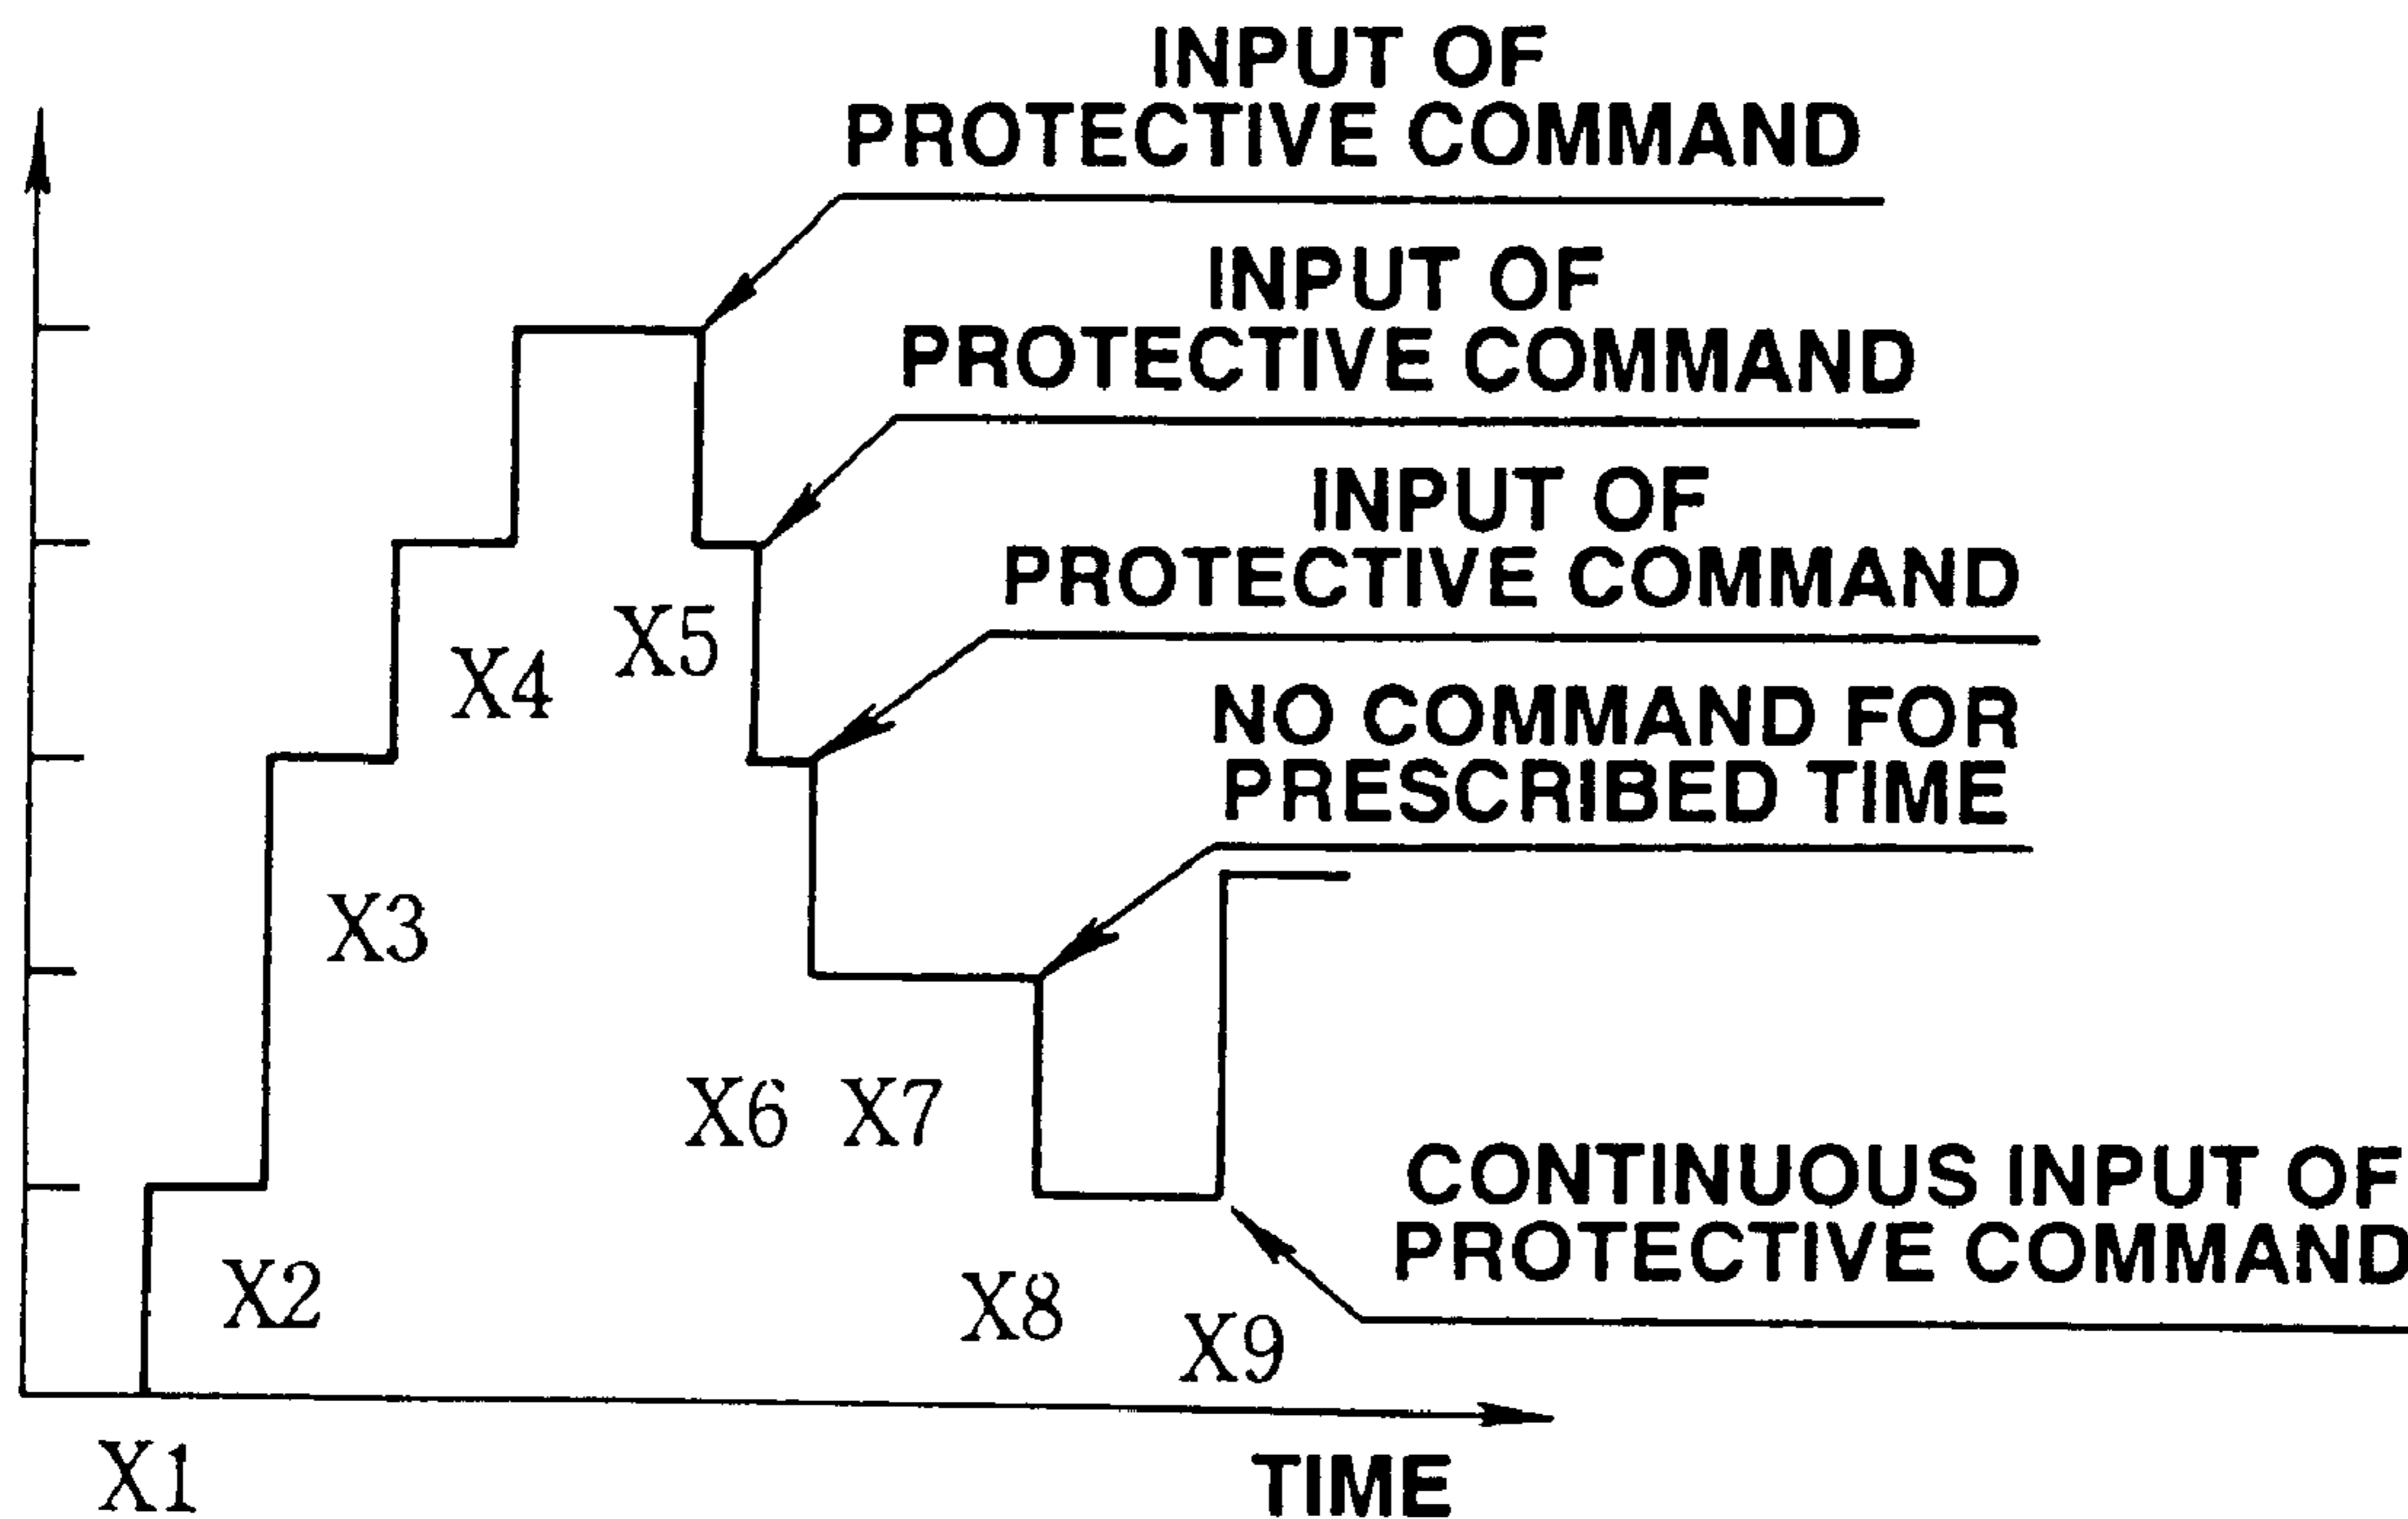 INPUT OF
PROTECTIVE COMMAND
INPUT OF
PROTECTIVE COMMAND
INPUT OF
PROTECTIVE COMMAND
X5
X4
NO COMMAND FOR
PRESCRIBED TIME
X3
X6 X7
CONTINUOUS INPUT OF
PROTECTIVE COMMAND
X2
X8
X9
X1
TIME